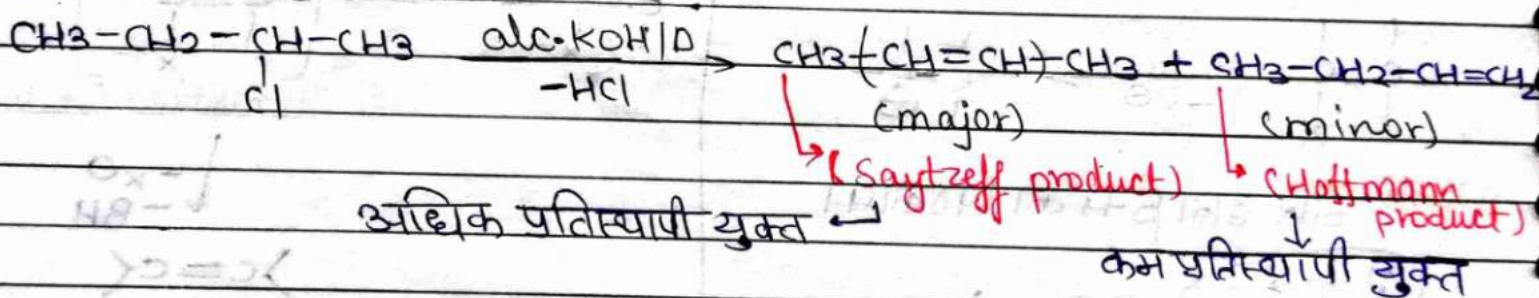 CH3-CH2-CH-CH3 alc.KOH/D → CH3-(CH=CH)-CH3 + CH3-CH2-CH=CH2
Cl -HCl (major) (minor)
(Saytzeff product) (Hoffmann product)
अधिक प्रतिस्थापी युक्त
कम प्रतिस्थापी युक्त